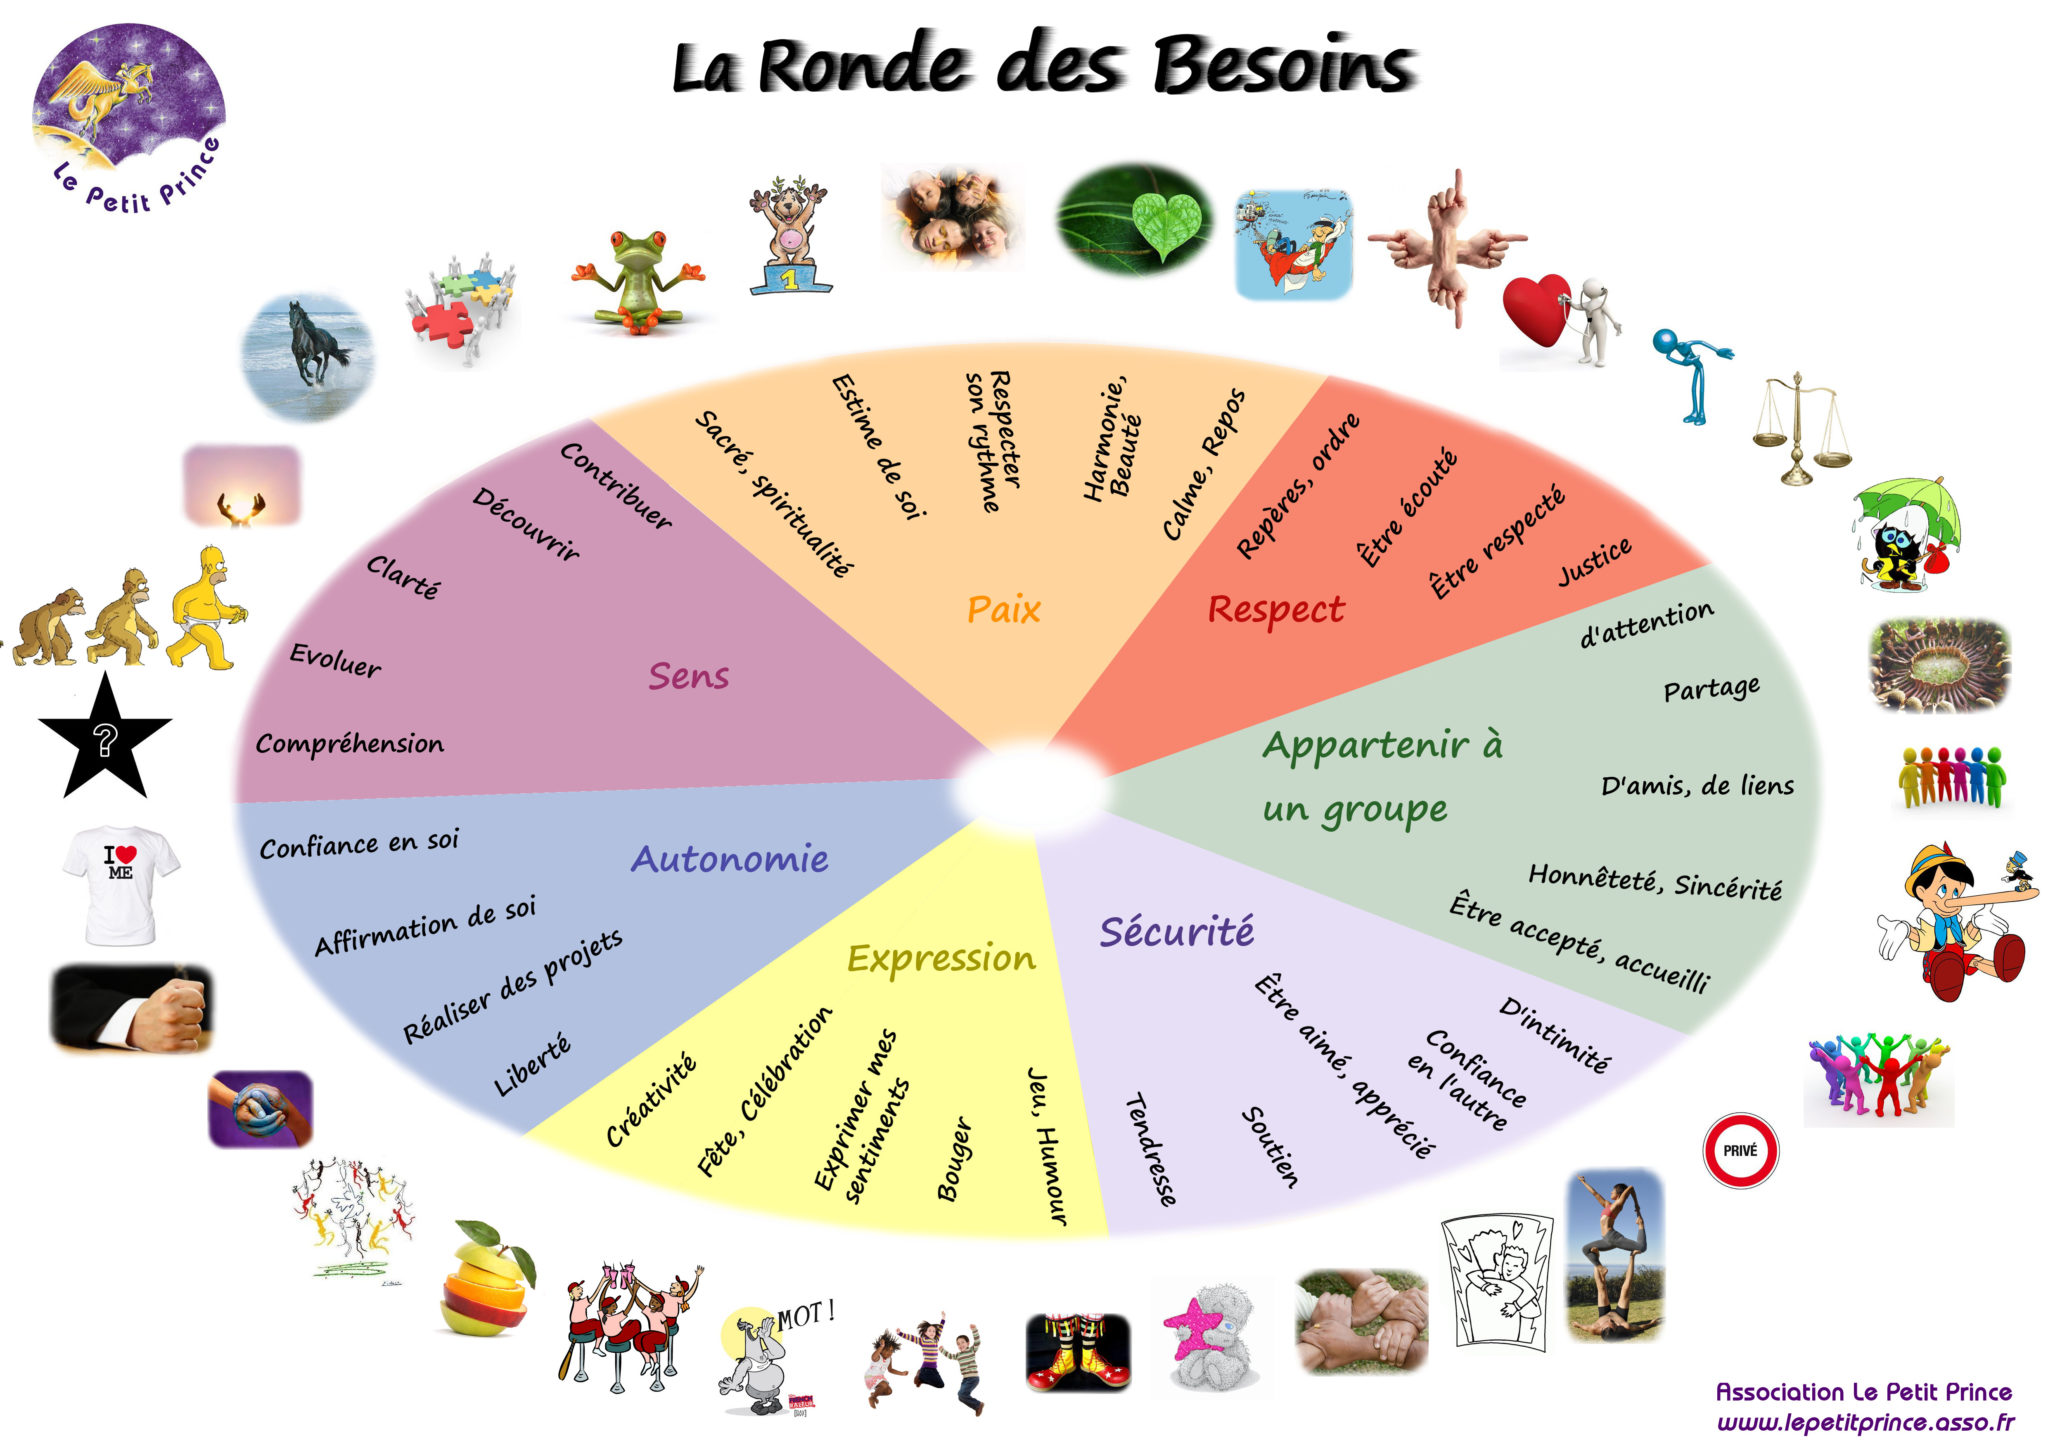 La Ronde des Besoins
Le Petit Prince
1
Sacré, spiritualité
Estime de soi
Respecter
son rythme
Harmonie,
Beauté
Calme, Repos
Paix
Repères, ordre
Être écouté
Être respecté
Justice
Respect
d'attention
Partage
D'amis, de liens
Honnêteté, Sincérité
Être accepté, accueilli
Appartenir à
un groupe
D'intimité
Confiance
en l'autre
Être aimé, apprécié
Soutien
Tendresse
Sécurité
Jeu, Humour
Bouger
Exprimer mes
sentiments
Fête, Célébration
Créativité
Expression
Liberté
Réaliser des projets
Affirmation de soi
Confiance en soi
Autonomie
Compréhension
Evoluer
Clarté
Découvrir
Contribuer
Sens
?
I
ME
PRIVÉ
MOT !
Association Le Petit Prince
www.lepetitprince.asso.fr